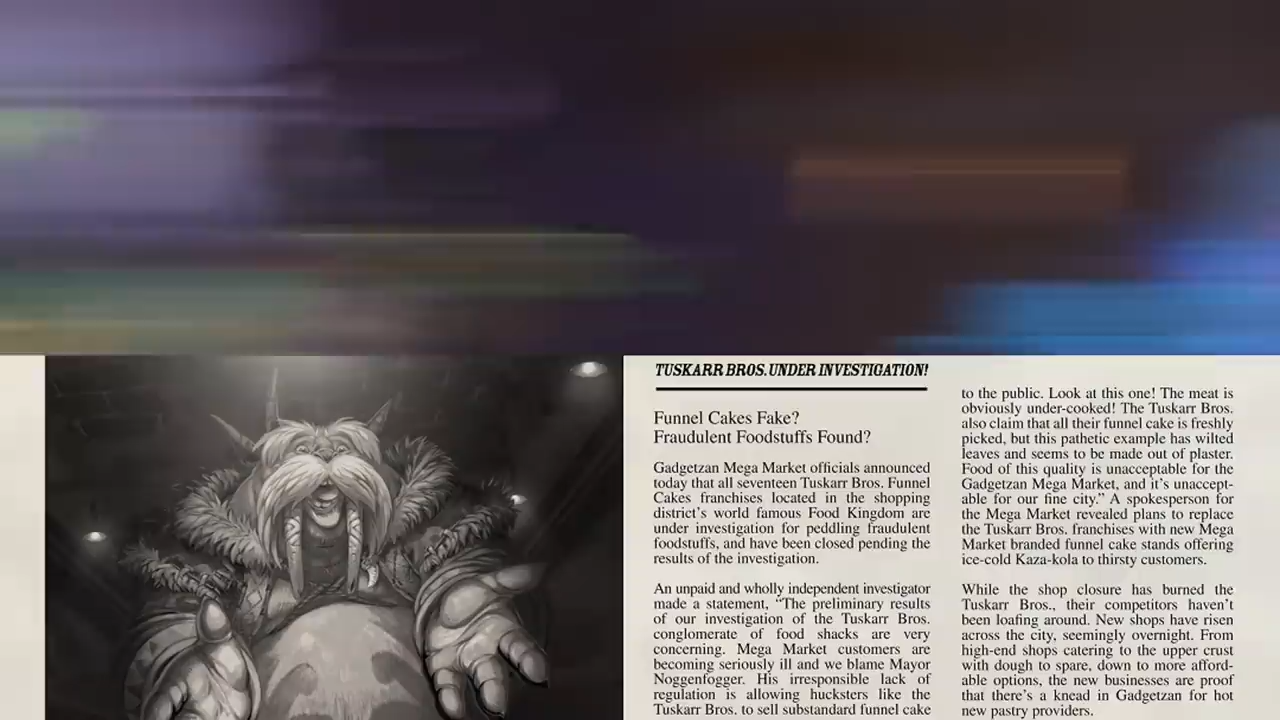 TUSKARR BROS. UNDER INVESTIGATION!
Funnel Cakes Fake?
Fraudulent Foodstuffs Found?
Gadgetzan Mega Market officials announced
today that all seventeen Tuskarr Bros. Funnel
Cakes franchises located in the shopping
district's world famous Food Kingdom are
under investigation for peddling fraudulent
foodstuffs, and have been closed pending the
results of the investigation.
An unpaid and wholly independent investigator
made a statement, “The preliminary results
of our investigation of the Tuskarr Bros.
conglomerate of food shacks are very
concerning. Mega Market customers are
becoming seriously ill and we blame Mayor
Noggenfogger. His irresponsible lack of
regulation is allowing hucksters like the
Tuskarr Bros. to sell substandard funnel cake
to the public. Look at this one! The meat is
obviously under-cooked! The Tuskarr Bros.
also claim that all their funnel cake is freshly
picked, but this pathetic example has wilted
leaves and seems to be made out of plaster.
Food of this quality is unacceptable for the
Gadgetzan Mega Market, and it's unaccept-
able for our fine city.” A spokesperson for
the Mega Market revealed plans to replace
the Tuskarr Bros. franchises with new Mega
Market branded funnel cake stands offering
ice-cold Kaza-kola to thirsty customers.
While the shop closure has burned the
Tuskarr Bros., their competitors haven't
been loafing around. New shops have risen
across the city, seemingly overnight. From
high-end shops catering to the upper crust
with dough to spare, down to more afford-
able options, the new businesses are proof
that there's a knead in Gadgetzan for hot
new pastry providers.